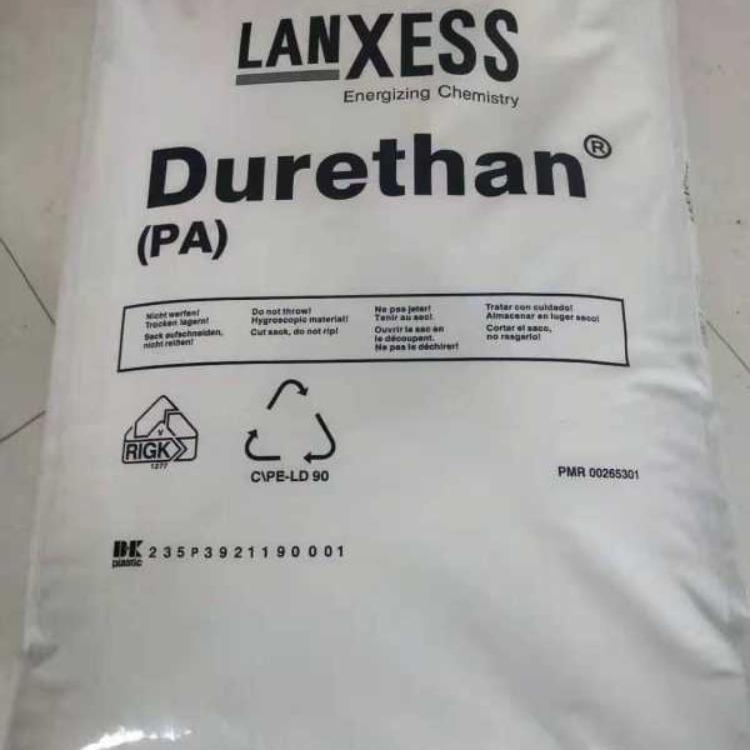 LANXESS
Energizing Chemistry
Durethan®
(PA)
Nicht werfen!
Trocken lagern!
Sack aufschneiden,
nicht reißen!
Do not throw!
Hygroscopic material!
Cut sack, do not rip!
Ne pas jeter!
Tenir au sec!
Ouvrir le sac en
le découpant.
Ne pas le déchirer!
Tratar con cuidado!
Almacenar en lugar seco!
Cortar el saco,
no rasgarlo!
V
RIGK
1277
C\PE-LD 90
PMR 00265301
plastic
235P3921190001